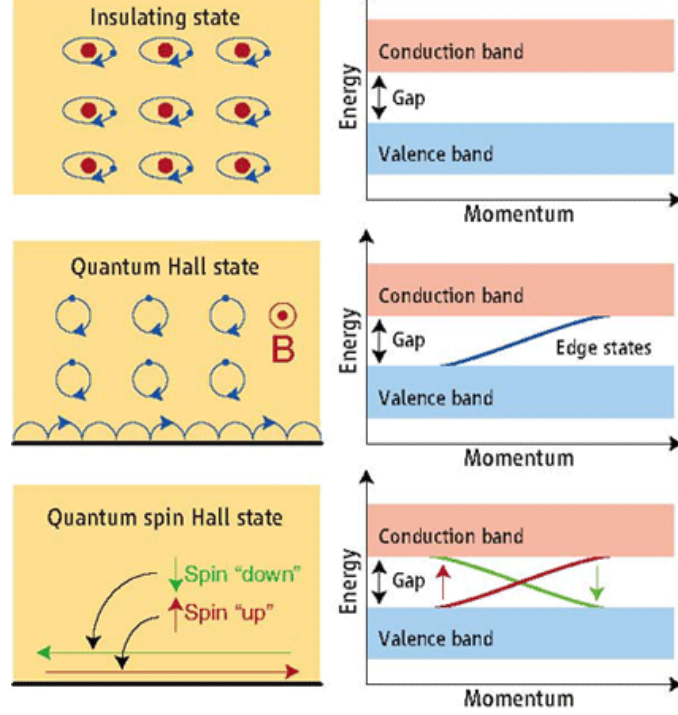 Insulating state
Energy
Conduction band
Gap
Valence band
Momentum
Quantum Hall state
B
Energy
Conduction band
Gap
Edge states
Valence band
Momentum
Quantum spin Hall state
Spin “down”
Spin “up”
Energy
Conduction band
Gap
Valence band
Momentum